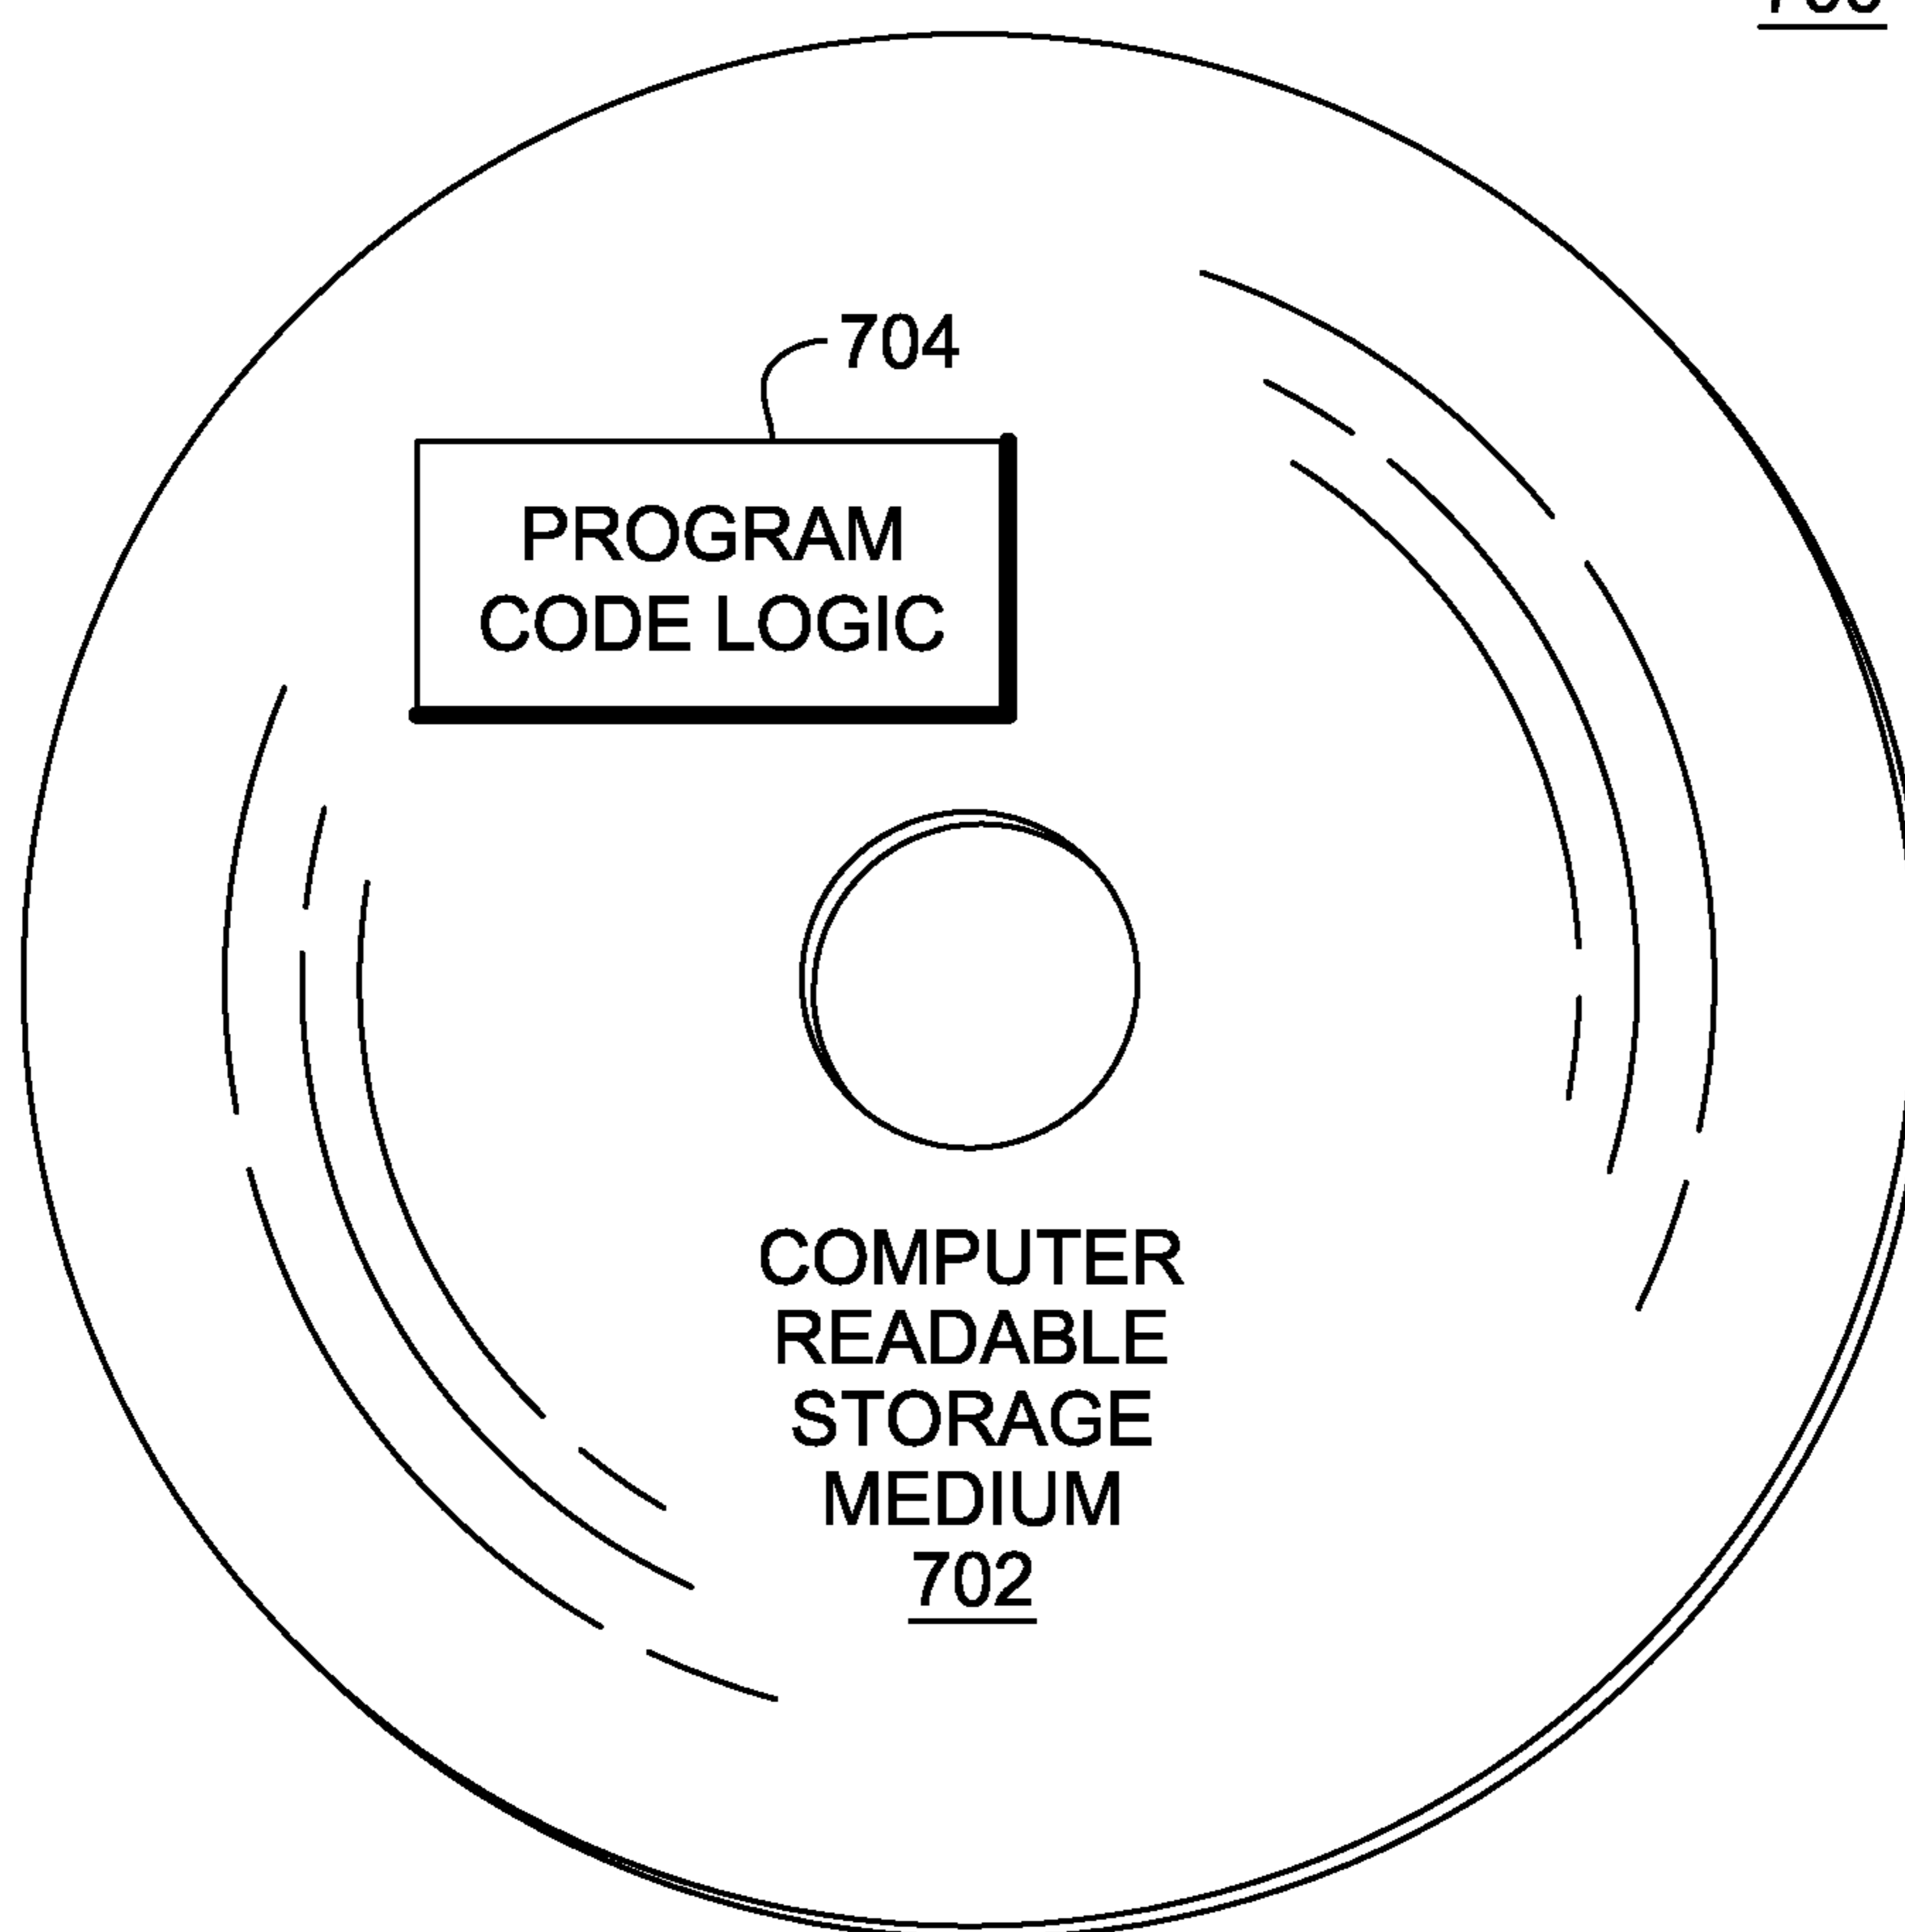 704
PROGRAM
CODE LOGIC
COMPUTER
READABLE
STORAGE
MEDIUM
702